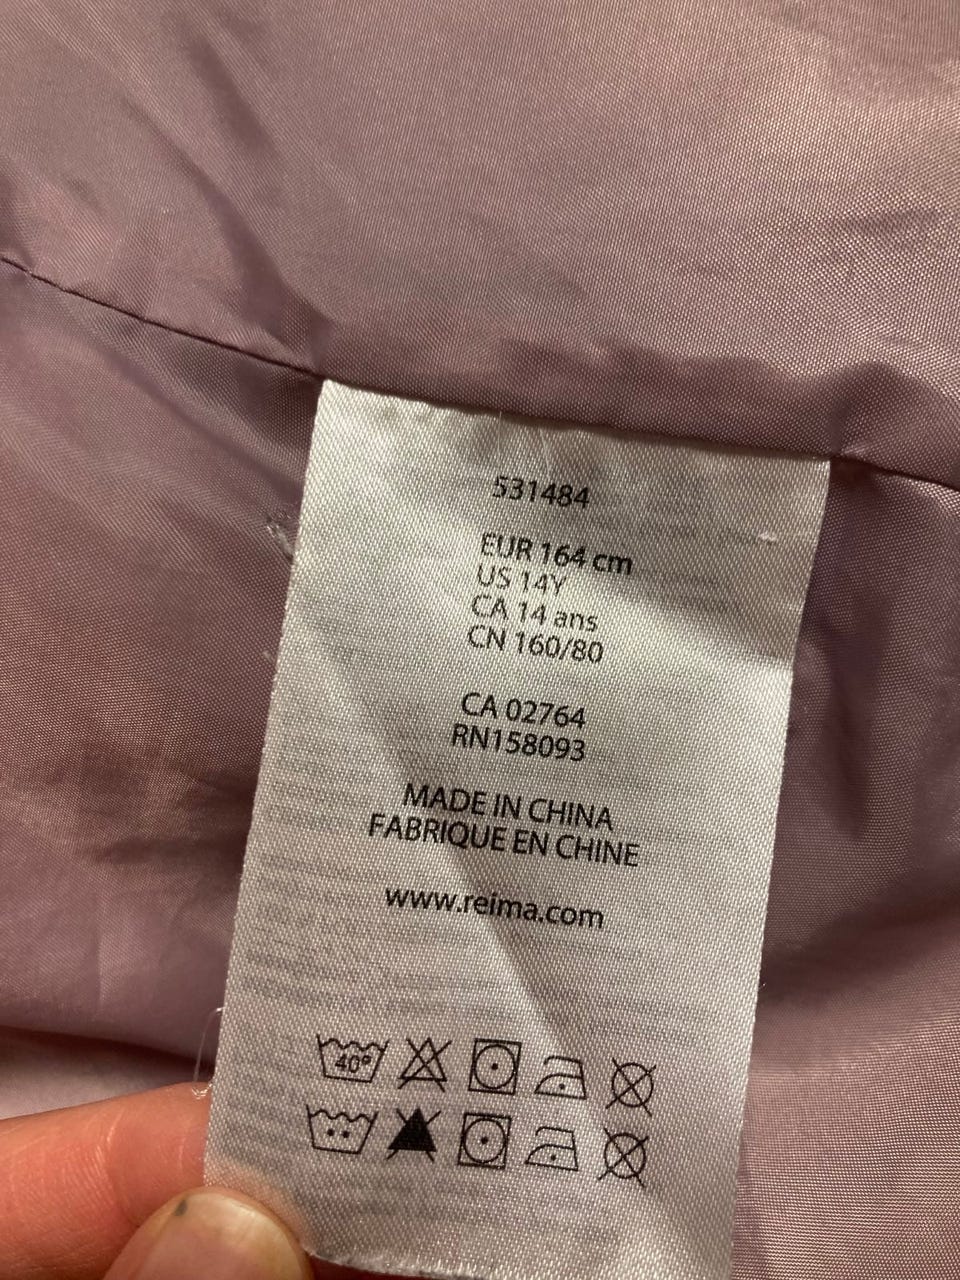 531484
EUR 164 cm
US 14Y
CA 14 ans
CN 160/80
CA 02764
RN158093
MADE IN CHINA
FABRIQUE EN CHINE
www.reima.com
40º